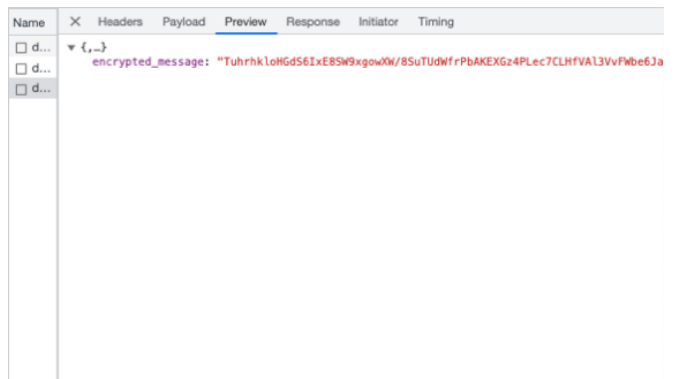 Name × Headers Payload Preview Response Initiator Timing
d... ▼ {,…}
d... encrypted_message: "TuhrhkloHGdS6IxE8SW9xgowXW/8SuTUdWfrPbAKEXGz4PLec7CLHfVAl3VvFWbe6Ja
d...